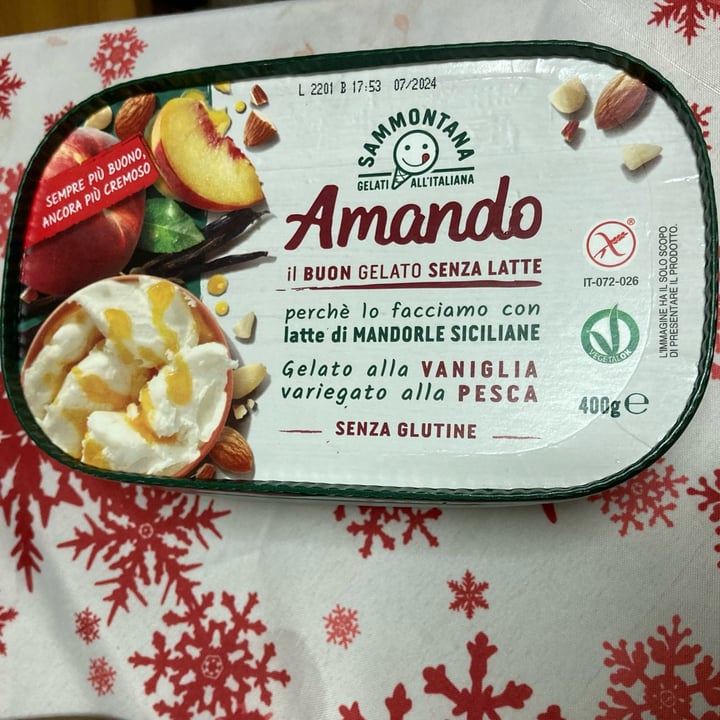 L 2201 B 17:53 07/2024
SAMMONTANA
GELATI ALL'ITALIANA
SEMPRE PIÙ BUONO,
ANCORA PIÙ CREMOSO
Amando
il BUON GELATO SENZA LATTE
perchè lo facciamo con
latte di MANDORLE SICILIANE
Gelato alla VANIGLIA
variegato alla PESCA
SENZA GLUTINE
IT-072-026
VEGETALOK
400g e
L'IMMAGINE HA IL SOLO SCOPO
DI PRESENTARE IL PRODOTTO.